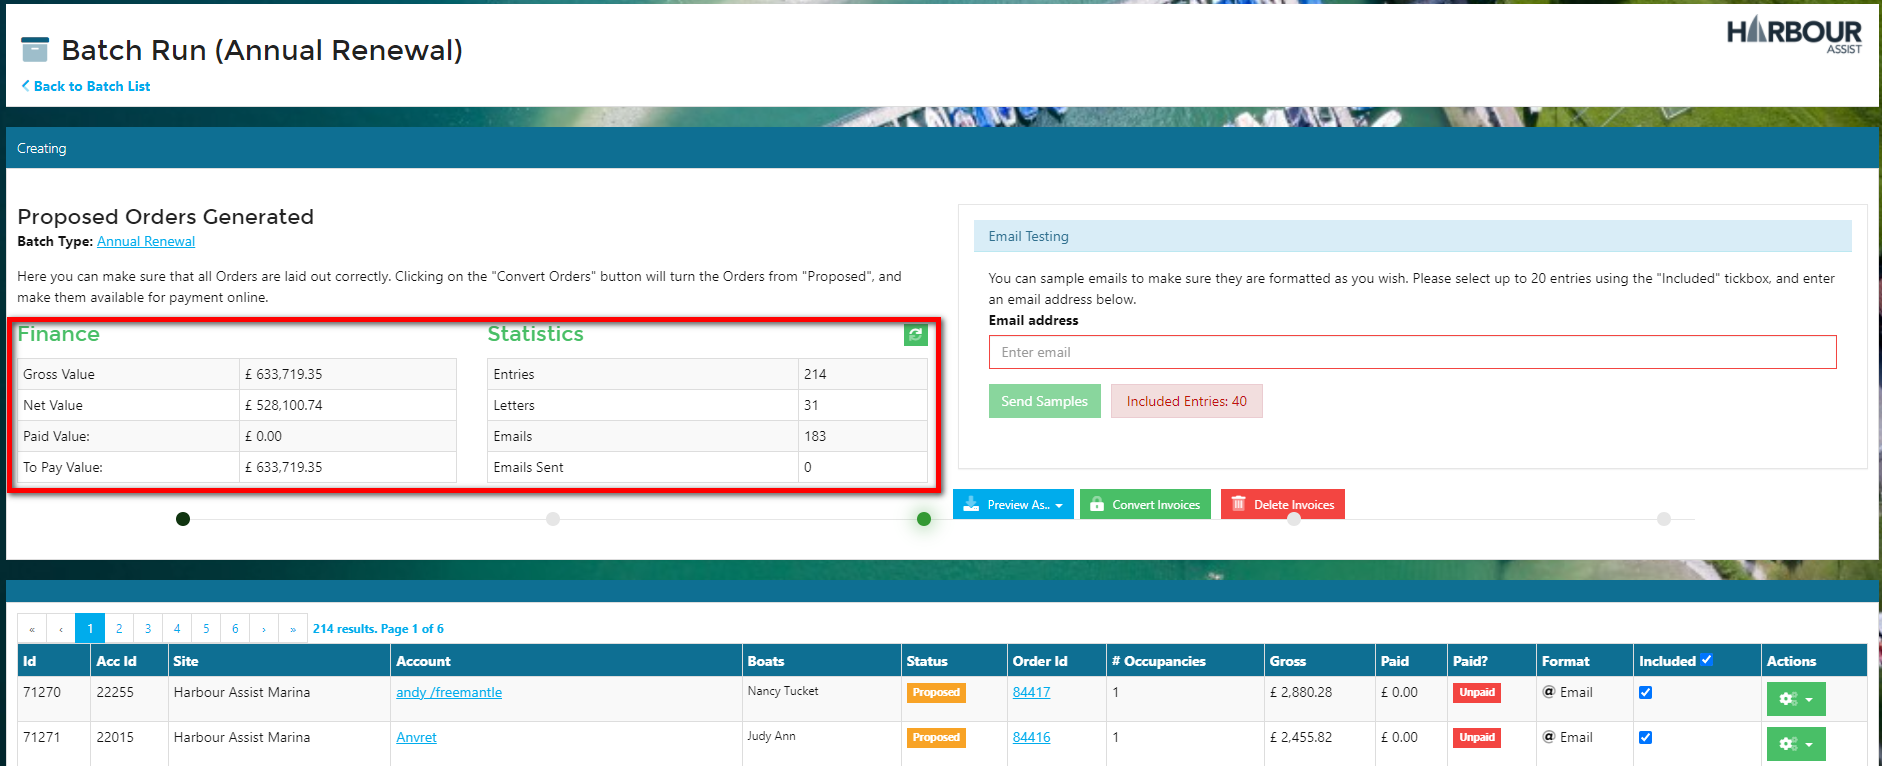 HARBOUR
ASSIST
Batch Run (Annual Renewal)
Back to Batch List
Creating
Proposed Orders Generated
Batch Type: Annual Renewal
Here you can make sure that all Orders are laid out correctly. Clicking on the "Convert Orders" button will turn the Orders from "Proposed", and
make them available for payment online.
Finance
Gross Value £ 633,719.35
Net Value £ 528,100.74
Paid Value: £ 0.00
To Pay Value: £ 633,719.35
Statistics
Entries 214
Letters 31
Emails 183
Emails Sent 0
Email Testing
You can sample emails to make sure they are formatted as you wish. Please select up to 20 entries using the "Included" tickbox, and enter
an email address below.
Email address
Enter email
Send Samples Included Entries: 40
Preview As.. Convert Invoices Delete Invoices
« ‹ 1 2 3 4 5 6 › » 214 results. Page 1 of 6
Id Acc Id Site Account Boats Status Order Id # Occupancies Gross Paid Paid? Format Included Actions
71270 22255 Harbour Assist Marina andy /freemantle Nancy Tucket Proposed 84417 1 £ 2,880.28 £ 0.00 Unpaid @ Email
71271 22015 Harbour Assist Marina Anvret Judy Ann Proposed 84416 1 £ 2,455.82 £ 0.00 Unpaid @ Email